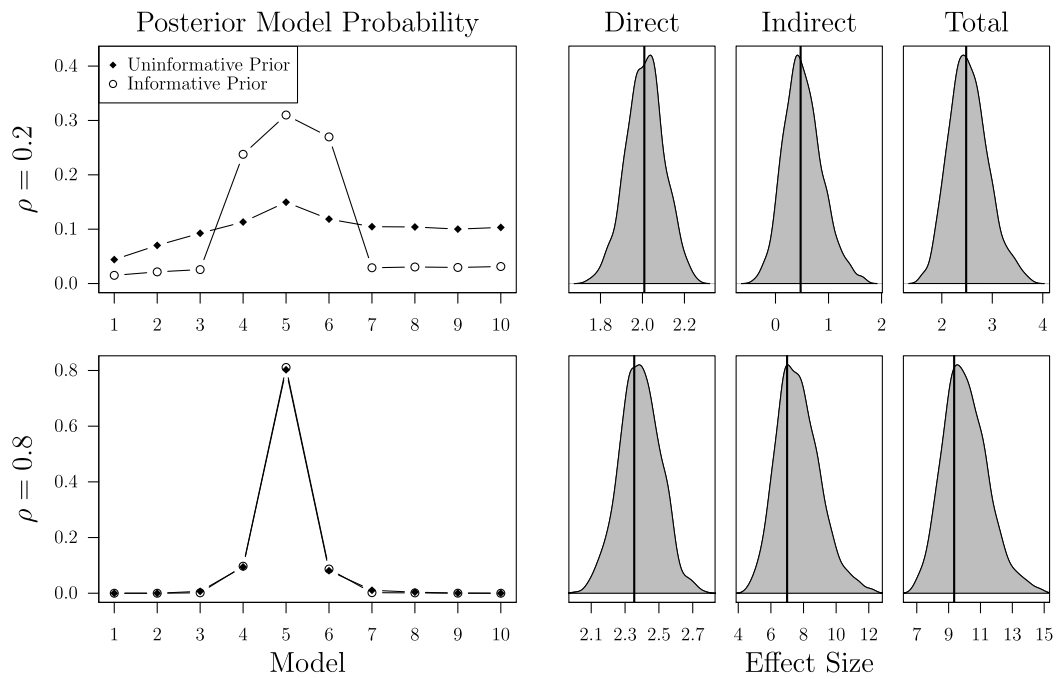 Posterior Model Probability
Direct Indirect Total
Uninformative Prior
Informative Prior
ρ = 0.2
0.4
0.3
0.2
0.1
0.0
1 2 3 4 5 6 7 8 9 10
1.8 2.0 2.2
0 1 2
2 3 4
ρ = 0.8
0.8
0.6
0.4
0.2
0.0
1 2 3 4 5 6 7 8 9 10
2.1 2.3 2.5 2.7
4 6 8 10 12
7 9 11 13 15
Model
Effect Size